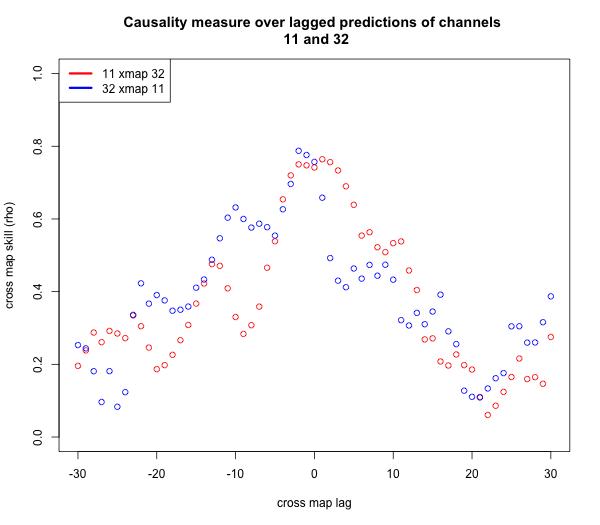 Causality measure over lagged predictions of channels
11 and 32
11 xmap 32
32 xmap 11
cross map skill (rho)
1.0
0.8
0.6
0.4
0.2
0.0
-30 -20 -10 0 10 20 30
cross map lag